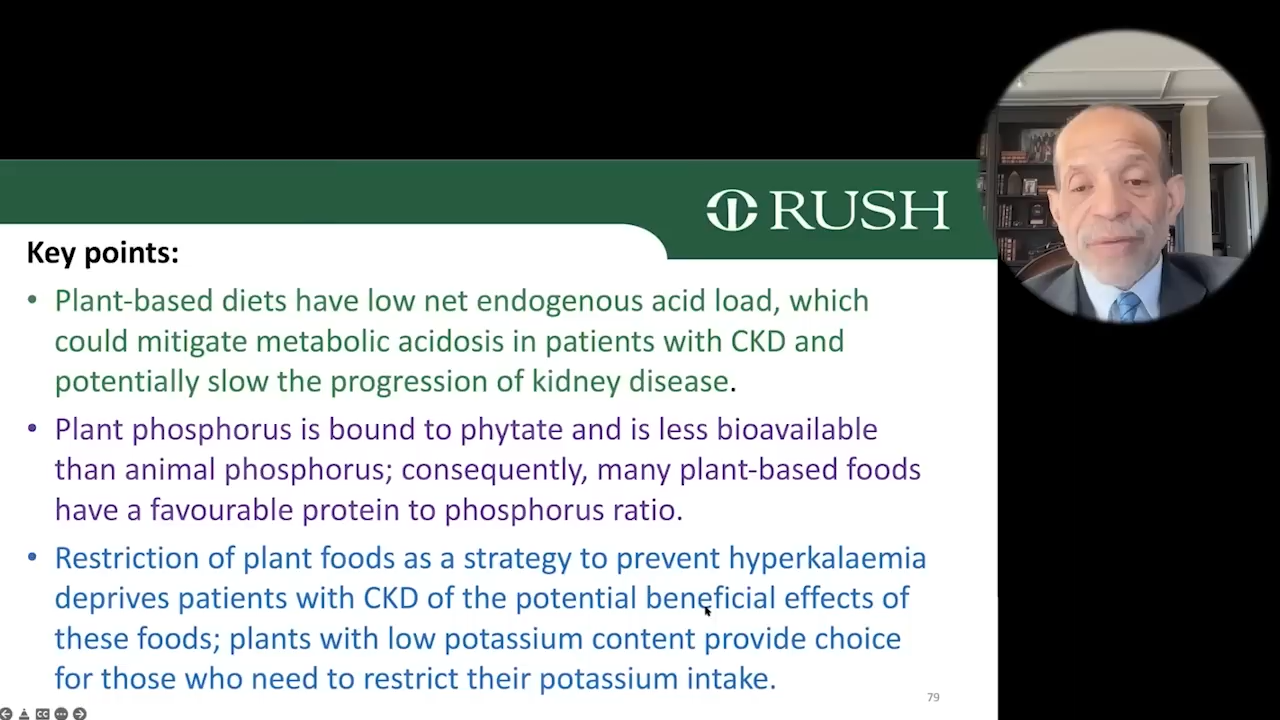 RUSH
Key points:
• Plant-based diets have low net endogenous acid load, which
could mitigate metabolic acidosis in patients with CKD and
potentially slow the progression of kidney disease.
• Plant phosphorus is bound to phytate and is less bioavailable
than animal phosphorus; consequently, many plant-based foods
have a favourable protein to phosphorus ratio.
• Restriction of plant foods as a strategy to prevent hyperkalaemia
deprives patients with CKD of the potential beneficial effects of
these foods; plants with low potassium content provide choice
for those who need to restrict their potassium intake.
79
CC